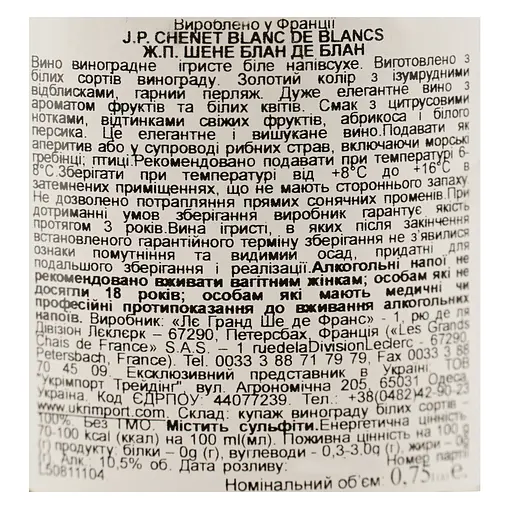 Вироблено у Франції
J.P. CHENET BLANC DE BLANCS
Ж.П. ШЕНЕ БЛАН ДЕ БЛАН
Вино виноградне ігристе біле напівсухе. Виготовлено з
білих сортів винограду. Золотий колір з ізумрудними
відблисками, гарний перляж. Дуже елегантне вино з
ароматом фруктів та білих квітів. Смак з цитрусовими
нотками, відтинками свіжих фруктів, абрикоса і білого
персика. Це елегантне і вишукане вино.Подавати як
аперитив або у супроводі рибних страв, включаючи морські
гребінці; птиці.Рекомендовано подавати при температурі 6-
8°С.Зберігати при температурі від +8°С до +16°С в
затемнених приміщеннях, що не мають стороннього запаху.
Не дозволено потрапляння прямих сонячних променів.При
дотриманні умов зберігання виробник гарантує якість
протягом 3 років.Вина ігристі, в яких після закінчення
встановленого гарантійного терміну зберігання не з'явилися
ознаки помутніння та видимий осад, придатні для
подальшого зберігання і реалізації.Алкогольні напої не
рекомендовано вживати вагітним жінкам; особам які не
досягли 18 років; особам які мають медичні чи
професійні протипоказання до вживання алкогольних
напоїв. Виробник: «Лє Гранд Ше де Франс» - 1, рю де ля
Дівізіон Лєклєрк – 67290, Петерсбах, Франція («Les Grands
Chais de France» S.A.S. – 1 ruedelaDivisionLeclerc - 67290
Petersbach, France). Tel. 0033 3 88 71 79 79, Fax 0033 3 88
70 45 09. Ексклюзивний представник в Україні: ТОВ
"Укрімпорт Трейдінг", вул. Агрономічна 205, 65031 Одеса,
Україна. Код ЄДРПОУ: 44077239. Тел.: +38(0482)42-90-23
www.ukrimport.com. Склад: купаж винограду білих сортів –
100%. Без ГМО. Містить сульфіти.Енергетична цінність
70-100 kcal (ккал) на 100 ml(мл). Поживна цінність на 100 g
(г) продукту: білки – 0g (г), вуглеводи - 0,3-3.0g (г), жири – 0g
(г). Алк. 10,5% об. Дата розливу: Номер партії
L50811104
Номінальний об'єм: 0,75л ℮